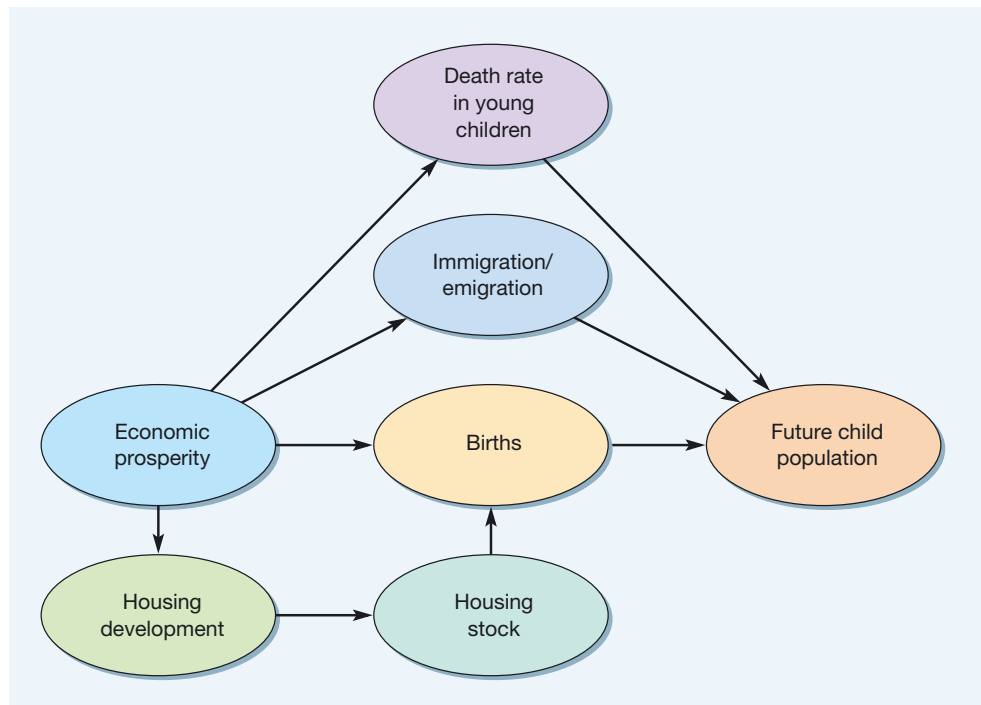 Death rate
in young
children
Immigration/
emigration
Economic
prosperity
Births
Future child
population
Housing
development
Housing
stock